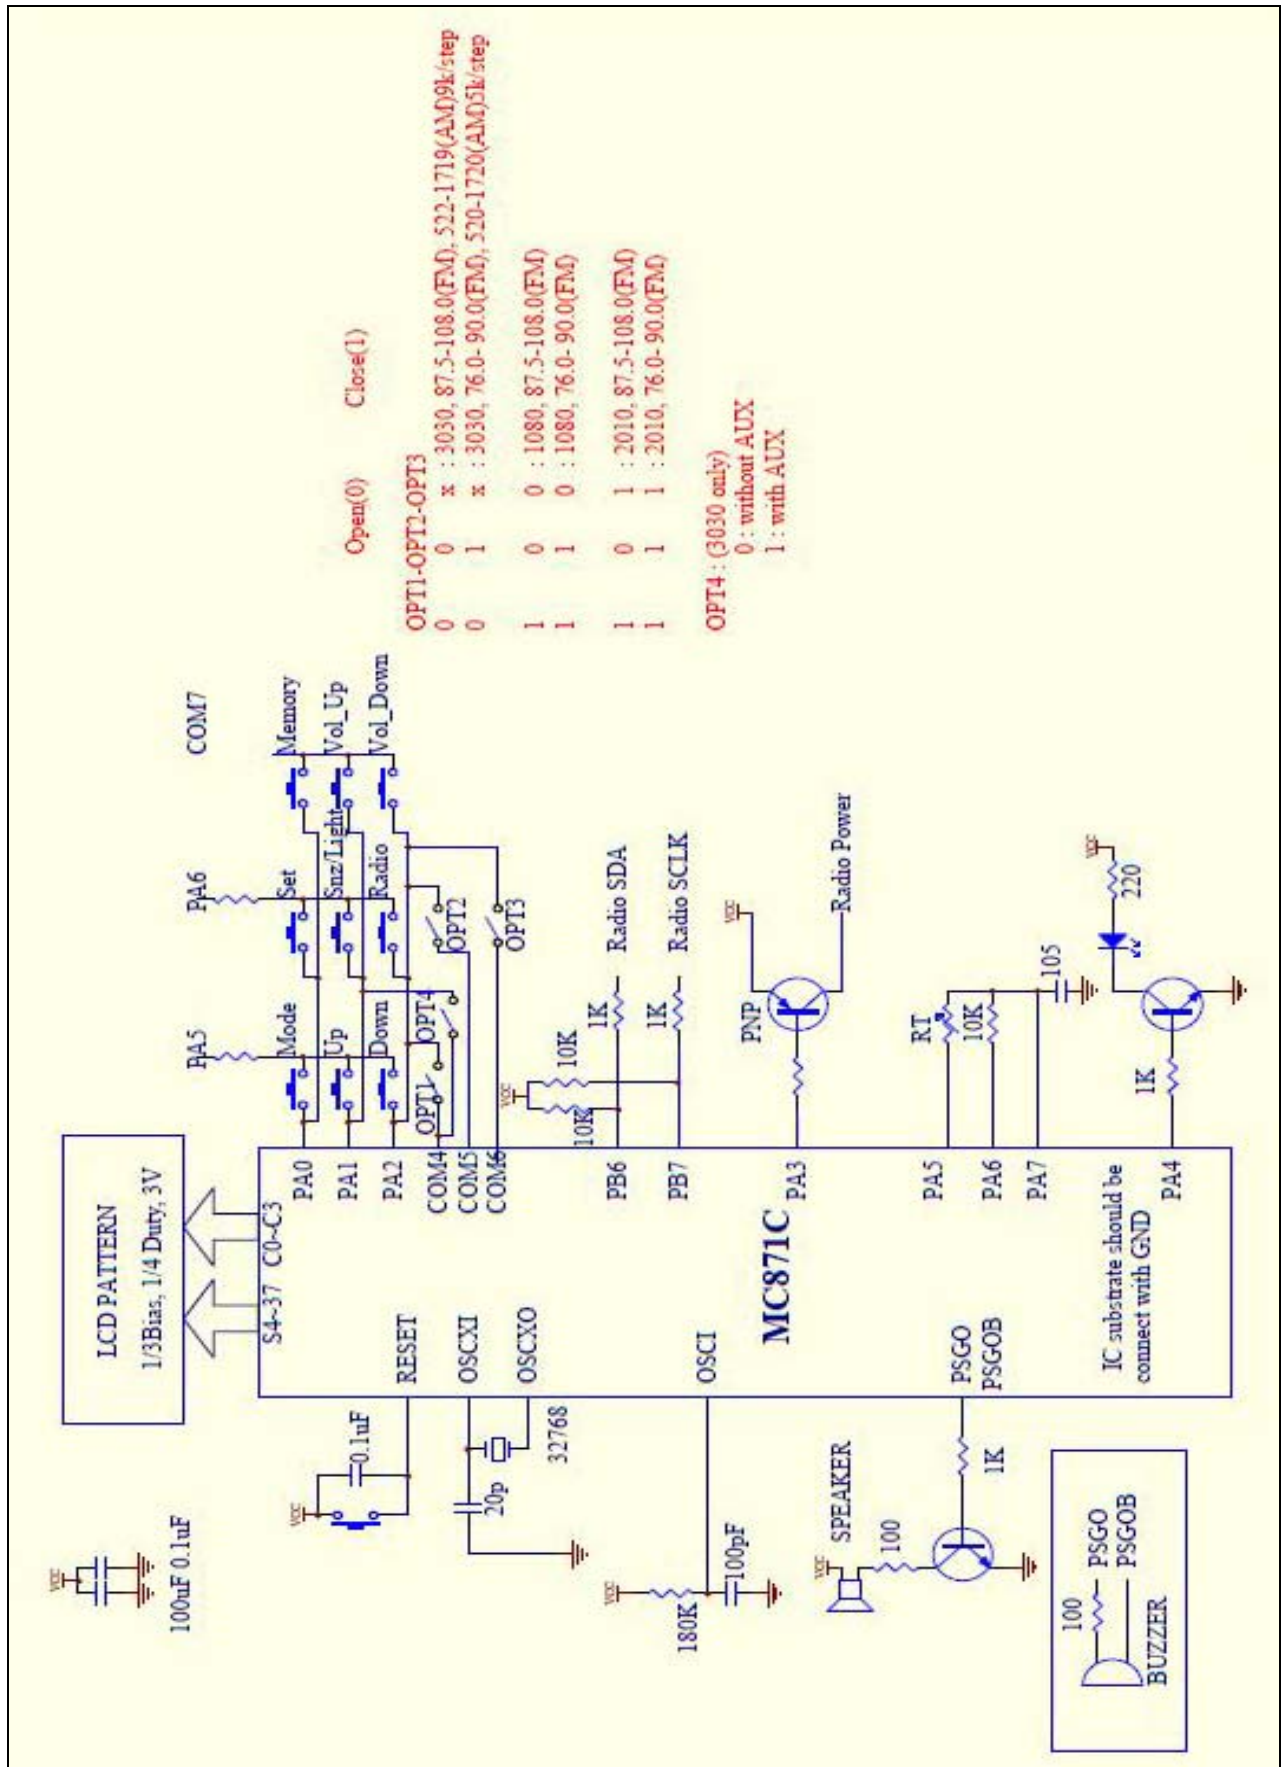 LCD PATTERN
1/3Bias, 1/4 Duty, 3V
S4~37 C0~C3
VCC
100uF 0.1uF
VCC
0.1uF
RESET
20p
OSCXI
OSCXO
32768
VCC
180K
100pF
OSCI
MC871C
VCC
SPEAKER
100
1K
PSGO
PSGOB
100
PSGO
PSGOB
BUZZER
IC substrate should be
connect with GND
PA0
PA1
PA2
COM4
COM5
COM6
PB6
PB7
PA3
PA5
PA6
PA7
PA4
PA5
PA6
COM7
Mode
Set
Memory
Up
Snz/Light
Vol_Up
Down
Radio
Vol_Down
OPT1
OPT4
OPT2
OPT3
VCC
10K
10K
1K
Radio SDA
1K
Radio SCLK
PNP
VCC
Radio Power
RT
10K
105
1K
VCC
220
Open(0) Close(1)
OPT1-OPT2-OPT3
0 0 x : 3030, 87.5-108.0(FM), 522-1719(AM)9k/step
0 1 x : 3030, 76.0- 90.0(FM), 520-1720(AM)5k/step
1 0 0 : 1080, 87.5-108.0(FM)
1 1 0 : 1080, 76.0- 90.0(FM)
1 0 1 : 2010, 87.5-108.0(FM)
1 1 1 : 2010, 76.0- 90.0(FM)
OPT4 : (3030 only)
0 : without AUX
1 : with AUX